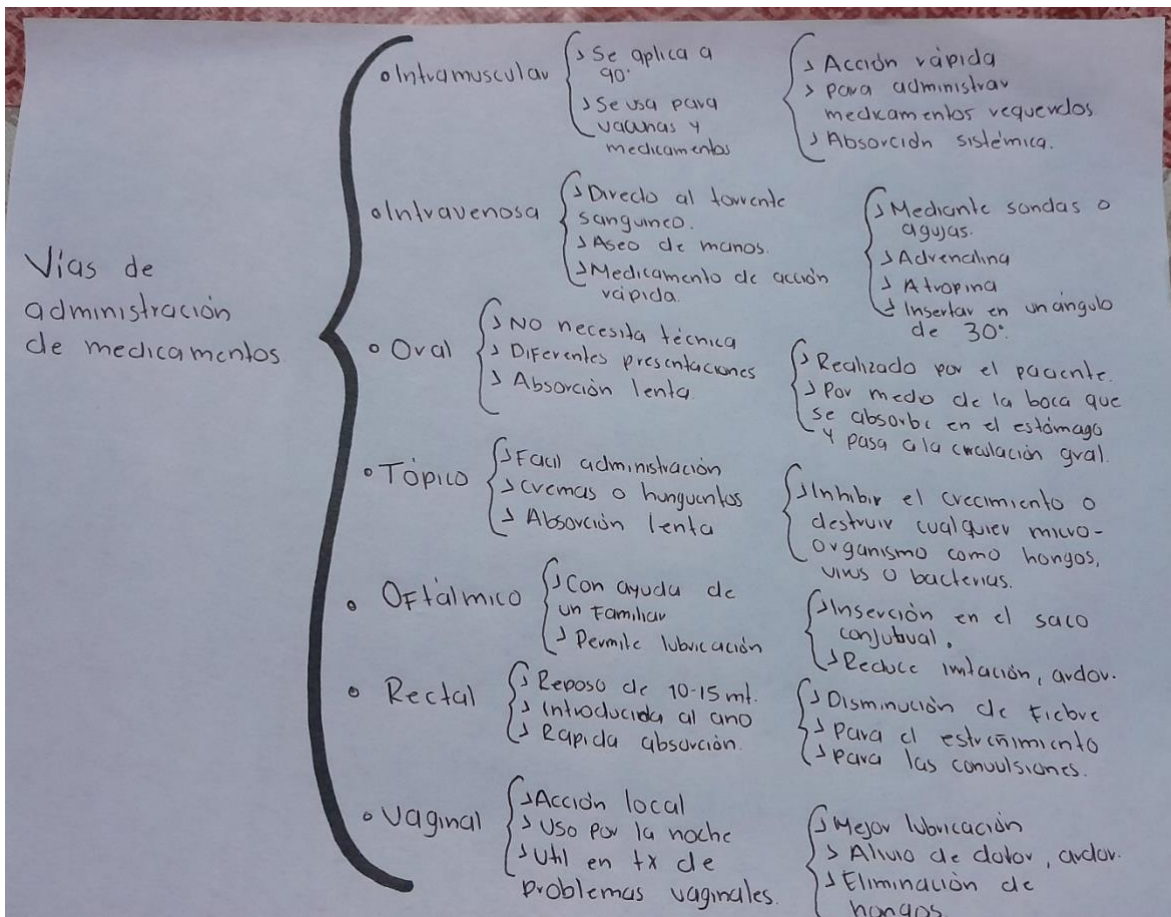 Vías de
administración
de medicamentos
Intramuscular
Se aplica a
90°
Se usa para
vacunas y
medicamentos
Acción rápida
para administrar
medicamentos requeridos
Absorción sistémica.
Intravenosa
Directo al torrente
sanguineo.
Aseo de manos.
Medicamento de acción
rápida
Mediante sondas o
agujas.
Adrenalina
Atropina
Insertar en un ángulo
de 30°.
Oral
No necesita técnica
Diferentes presentaciones
Absorción lenta
Realizado por el paciente.
Por medio de la boca que
se absorbe en el estómago
y pasa a la circulación gral.
Tópico
Facil administración
Cremas o hunguentos
Absorción lenta
Inhibir el crecimiento o
destruir cualquier micro-
organismo como hongos,
virus o bacterias.
Oftálmico
Con ayuda de
un Familiar
Permite lubricación
Inserción en el saco
conjubual.
Reduce irritación, ardor.
Rectal
Reposo de 10-15 mt.
Introducida al ano
Rapida absorción.
Disminución de Fiebre
para el estreñimiento
para las convulsiones.
Vaginal
Acción local
Uso por la noche
Util en tx de
problemas vaginales.
Mejor lubricación
Alivio de dolor, ardor.
Eliminación de
hongos.